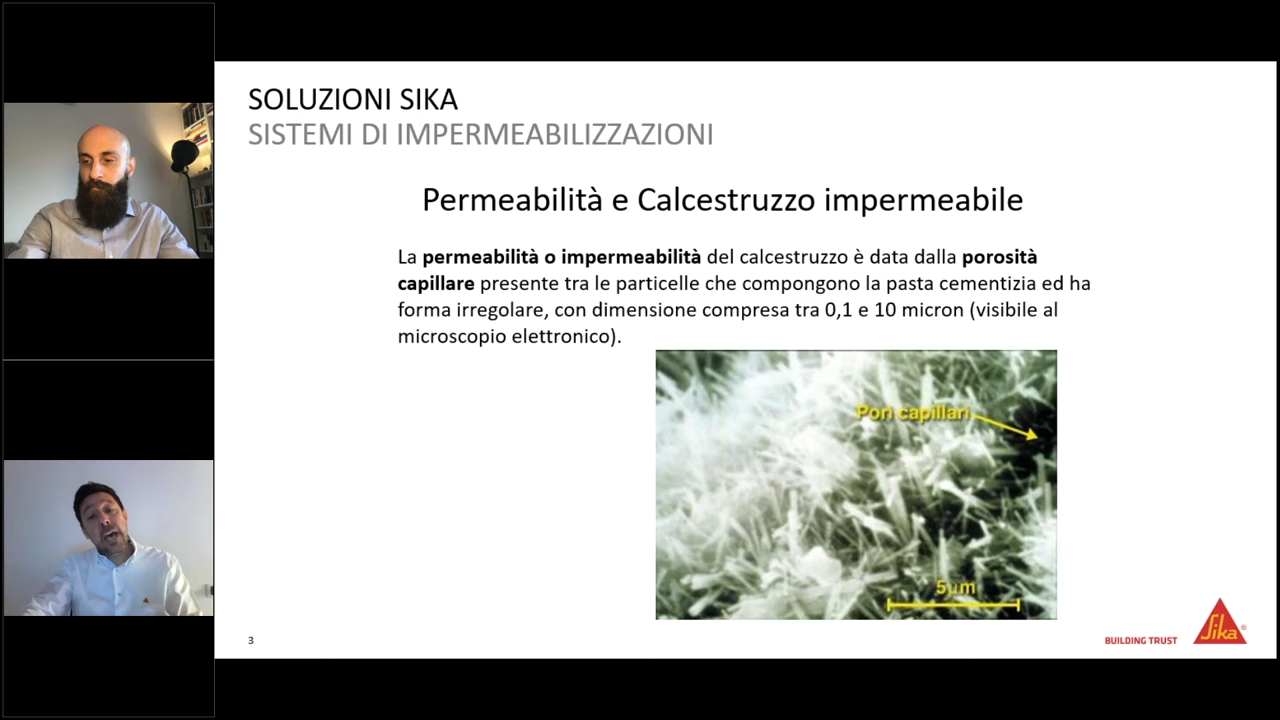 SOLUZIONI SIKA
SISTEMI DI IMPERMEABILIZZAZIONI
Permeabilità e Calcestruzzo impermeabile
La permeabilità o impermeabilità del calcestruzzo è data dalla porosità
capillare presente tra le particelle che compongono la pasta cementizia ed ha
forma irregolare, con dimensione compresa tra 0,1 e 10 micron (visibile al
microscopio elettronico).
Pori capillari
5 µm
3
BUILDING TRUST
Sika®